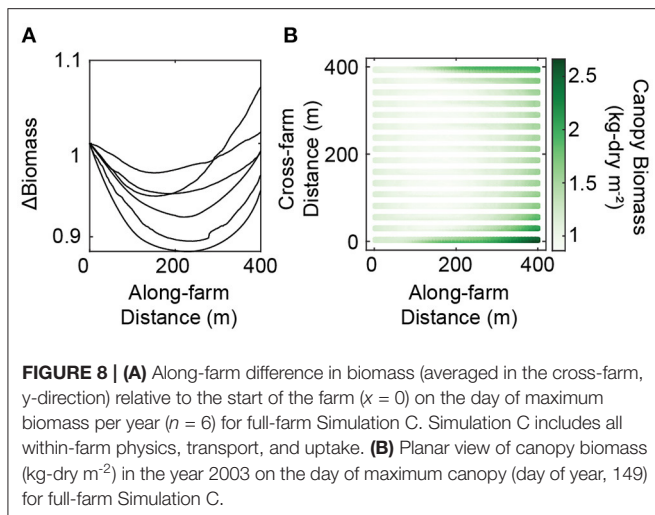 A
1.1
1
0.9
ΔBiomass
0
200
400
Along-farm
Distance (m)
B
400
200
0
Cross-farm
Distance (m)
0
200
400
Along-farm
Distance (m)
2.5
2
1.5
1
Canopy Biomass
(kg-dry m⁻²)
FIGURE 8 | (A) Along-farm difference in biomass (averaged in the cross-farm,
y-direction) relative to the start of the farm (x = 0) on the day of maximum
biomass per year (n = 6) for full-farm Simulation C. Simulation C includes all
within-farm physics, transport, and uptake. (B) Planar view of canopy biomass
(kg-dry m⁻²) in the year 2003 on the day of maximum canopy (day of year, 149)
for full-farm Simulation C.